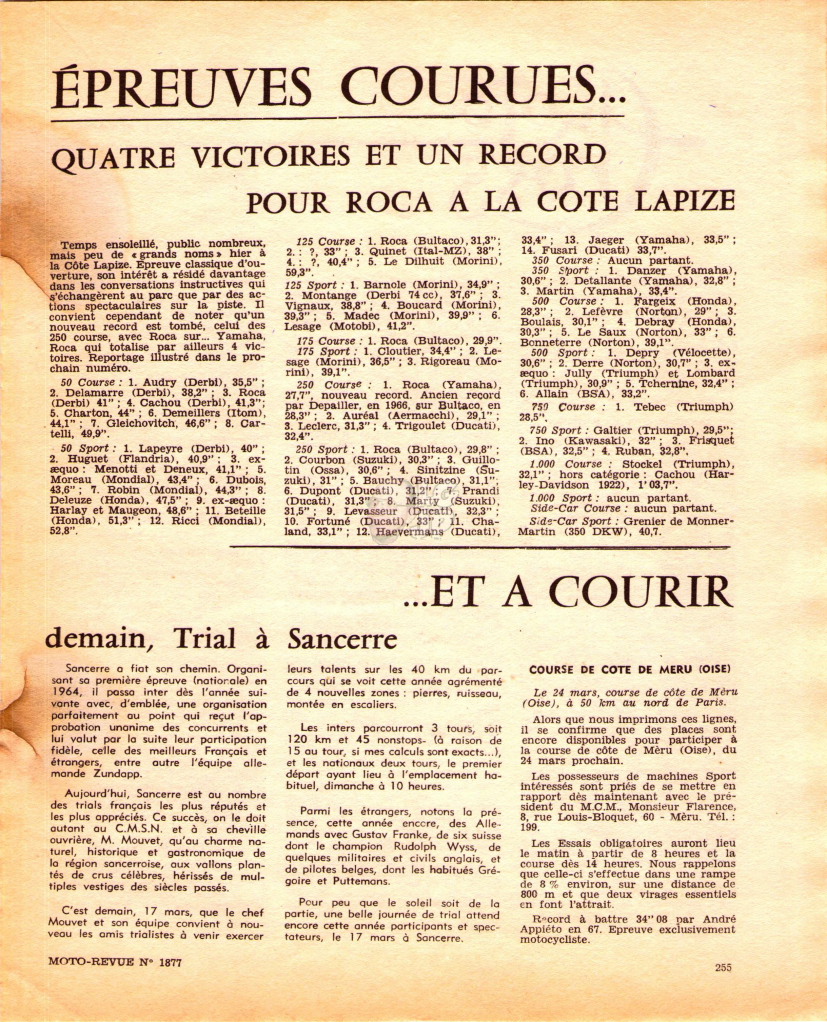 ÉPREUVES COURUES...
QUATRE VICTOIRES ET UN RECORD
POUR ROCA A LA COTE LAPIZE
Temps ensoleillé, public nombreux,
mais peu de « grands noms » hier à
la Côte Lapize. Epreuve classique d'ou-
verture, son intérêt a résidé davantage
dans les conversations instructives qui
s'échangèrent au parc que par des ac-
tions spectaculaires sur la piste. Il
convient cependant de noter qu'un
nouveau record est tombé, celui des
250 course, avec Roca sur... Yamaha,
Roca qui totalise par ailleurs 4 vic-
toires. Reportage illustré dans le pro-
chain numéro.
50 Course : 1. Audry (Derbi), 35,5" ;
2. Delamarre (Derbi), 38,2" ; 3. Roca
(Derbi) 41" ; 4. Cachou (Derbi), 41,3";
5. Charton, 44" ; 6. Demeillers (Itom),
44,1" ; 7. Gleichovitch, 46,6" ; 8. Car-
telli, 49,9".
50 Sport : 1. Lapeyre (Derbi), 40" ;
2. Huguet (Flandria), 40,9" ; 3. ex-
æquo : Menotti et Deneux, 41,1" ; 5.
Moreau (Mondial), 43,4" ; 6. Dubois,
43,6" ; 7. Robin (Mondial), 44,3" ; 8.
Deleuze (Honda), 47,5" ; 9. ex-æquo :
Harlay et Maugeon, 48,6" ; 11. Beteille
(Honda), 51,3" ; 12. Ricci (Mondial),
52,8".
125 Course : 1. Roca (Bultaco), 31,3";
2. : ?, 33" ; 3. Quinet (Ital-MZ), 38" ;
4. : ?, 40,4" ; 5. Le Dilhuit (Morini),
59,3".
125 Sport : 1. Barnole (Morini), 34,9" ;
2. Montange (Derbi 74 cc), 37,6" ; 3.
Vignaux, 38,8" ; 4. Boucard (Morini),
39,3" ; 5. Madec (Morini), 39,9" ; 6.
Lesage (Motobi), 41,2".
175 Course : 1. Roca (Bultaco), 29,9".
175 Sport : 1. Cloutier, 34,4" ; 2. Le-
sage (Morini), 36,5" ; 3. Rigoreau (Mo-
rini), 39,1".
250 Course : 1. Roca (Yamaha),
27,7", nouveau record. Ancien record
par Depailler, en 1966, sur Bultaco, en
28,3" ; 2. Auréal (Aermacchi), 29,1" ;
3. Leclerc, 31,3" ; 4. Trigoulet (Ducati),
32,4".
250 Sport : 1. Roca (Bultaco), 29,8" ;
2. Courbon (Suzuki), 30,3" ; 3. Guillo-
tin (Ossa), 30,6" ; 4. Sinitzine (Su-
zuki), 31" ; 5. Bauchy (Bultaco), 31,1";
6. Dupont (Ducati), 31,2" ; 7. Prandi
(Ducati), 31,3" ; 8. Marty (Suzuki),
31,5" ; 9. Levasseur (Ducati), 32,3" :
10. Fortuné (Ducati), 33" ; 11. Cha-
land, 33,1" ; 12. Haevermans (Ducati),
33,4" ; 13. Jaeger (Yamaha), 33,5" ;
14. Fusari (Ducati) 33,7".
350 Course : Aucun partant.
350 Sport : 1. Danzer (Yamaha),
30,6" ; 2. Detallante (Yamaha), 32,8" ;
3. Martin (Yamaha), 33,4".
500 Course : 1. Fargeix (Honda),
28,3" ; 2. Lefèvre (Norton), 29" ; 3.
Boulais, 30,1" ; 4. Debray (Honda),
30,3" ; 5. Le Saux (Norton), 33" ; 6.
Bonneterre (Norton), 39,1".
500 Sport : 1. Depry (Vélocette),
30,6" ; 2. Derre (Norton), 30,7" ; 3. ex-
æquo : Jully (Triumph) et Lombard
(Triumph), 30,9" ; 5. Tchernine, 32,4" ;
6. Allain (BSA), 33,2".
750 Course : 1. Tebec (Triumph)
28,5".
750 Sport : Galtier (Triumph), 29,5";
2. Ino (Kawasaki), 32" ; 3. Frisquet
(BSA), 32,5" ; 4. Ruban, 32,8".
1.000 Course : Stockel (Triumph),
32,1" ; hors catégorie : Cachou (Har-
ley-Davidson 1922), 1' 03,7".
1.000 Sport : aucun partant.
Side-Car Course : aucun partant.
Side-Car Sport : Grenier de Monner-
Martin (350 DKW), 40,7.
...ET A COURIR
demain, Trial à Sancerre
Sancerre a fiat son chemin. Organi-
sant sa première épreuve (nationale) en
1964, il passa inter dès l'année sui-
vante avec, d'emblée, une organisation
parfaitement au point qui reçut l'ap-
probation unanime des concurrents et
lui valut par la suite leur participation
fidèle, celle des meilleurs Français et
étrangers, entre autre l'équipe alle-
mande Zundapp.
Aujourd'hui, Sancerre est au nombre
des trials français les plus réputés et
les plus appréciés. Ce succès, on le doit
autant au C.M.S.N. et à sa cheville
ouvrière, M. Mouvet, qu'au charme na-
turel, historique et gastronomique de
la région sancerroise, aux vallons plan-
tés de crus célèbres, hérissés de mul-
tiples vestiges des siècles passés.
C'est demain, 17 mars, que le chef
Mouvet et son équipe convient à nou-
veau les amis trialistes à venir exercer
leurs talents sur les 40 km du par-
cours qui se voit cette année agrémenté
de 4 nouvelles zones : pierres, ruisseau,
montée en escaliers.
Les inters parcourront 3 tours, soit
120 km et 45 nonstops- (à raison de
15 au tour, si mes calculs sont exacts...),
et les nationaux deux tours, le premier
départ ayant lieu à l'emplacement ha-
bituel, dimanche à 10 heures.
Parmi les étrangers, notons la pré-
sence, cette année encore, des Alle-
mands avec Gustav Franke, de six suisse
dont le champion Rudolph Wyss, de
quelques militaires et civils anglais, et
de pilotes belges, dont les habitués Gré-
goire et Puttemans.
Pour peu que le soleil soit de la
partie, une belle journée de trial attend
encore cette année participants et spec-
tateurs, le 17 mars à Sancerre.
COURSE DE COTE DE MERU (OISE)
Le 24 mars, course de côte de Mèru
(Oise), à 50 km au nord de Paris.
Alors que nous imprimons ces lignes,
il se confirme que des places sont
encore disponibles pour participer à
la course de côte de Mèru (Oise), du
24 mars prochain.
Les possesseurs de machines Sport
intéressés sont priés de se mettre en
rapport dès maintenant avec le pré-
sident du M.C.M., Monsieur Flarence,
8, rue Louis-Bloquet, 60 - Mèru. Tél. :
199.
Les Essais obligatoires auront lieu
le matin à partir de 8 heures et la
course dès 14 heures. Nous rappelons
que celle-ci s'effectue dans une rampe
de 8 % environ, sur une distance de
800 m et que deux virages essentiels
en font l'attrait.
Record à battre 34" 08 par André
Appiéto en 67. Epreuve exclusivement
motocycliste.
MOTO-REVUE N° 1877
255